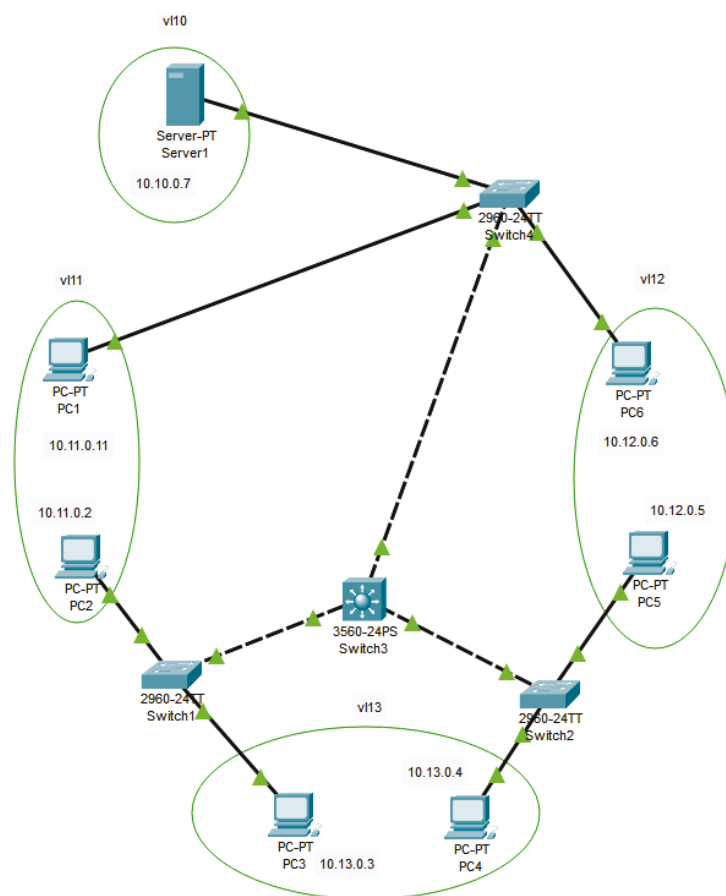 vl10
Server-PT
Server1
10.10.0.7
2960-24TT
Switch4
vl11
vl12
PC-PT
PC1
PC-PT
PC6
10.11.0.11
10.12.0.6
10.11.0.2
10.12.0.5
PC-PT
PC2
PC-PT
PC5
3560-24PS
Switch3
2960-24TT
Switch1
2960-24TT
Switch2
vl13
10.13.0.4
PC-PT
PC3
10.13.0.3
PC-PT
PC4